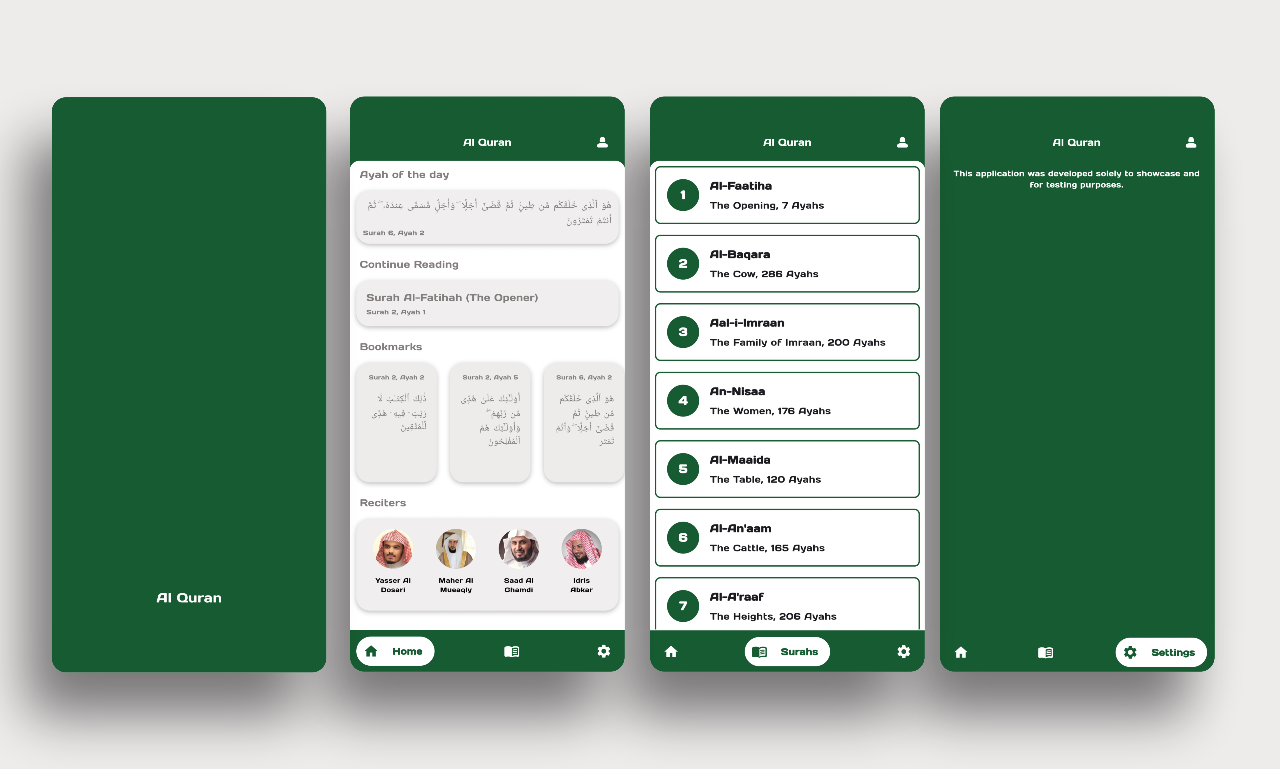 Al Quran
Al Quran
Ayah of the day
هُوَ ٱلَّذِى خَلَقَكُم مِّن طِينٍ ثُمَّ قَضَىٰٓ أَجَلًا ۖ وَأَجَلٌ مُّسَمًّى عِندَهُۥ ۖ ثُمَّ
أَنتُمْ تَمْتَرُونَ
Surah 6, Ayah 2
Continue Reading
Surah Al-Fatihah (The Opener)
Surah 2, Ayah 1
Bookmarks
Surah 2, Ayah 2
ذَٰلِكَ ٱلْكِتَٰبُ لَا
رَيْبَ ۛ فِيهِ ۛ هُدًى
لِّلْمُتَّقِينَ
Surah 2, Ayah 5
أُو۟لَٰٓئِكَ عَلَىٰ هُدًى
مِّن رَّبِّهِمْ ۖ
وَأُو۟لَٰٓئِكَ هُمُ
ٱلْمُفْلِحُونَ
Surah 6, Ayah 2
هُوَ ٱلَّذِى خَلَقَكُم
مِّن طِينٍ ثُمَّ
قَضَىٰٓ أَجَلًا ۖ وَأَنتُم
تَمْتَر
Reciters
Yasser Al
Dosari
Maher Al
Mueaqly
Saad Al
Ghamdi
Idris
Abkar
Home
Al Quran
1
Al-Faatiha
The Opening, 7 Ayahs
2
Al-Baqara
The Cow, 286 Ayahs
3
Aal-i-Imraan
The Family of Imraan, 200 Ayahs
4
An-Nisaa
The Women, 176 Ayahs
5
Al-Maaida
The Table, 120 Ayahs
6
Al-An'aam
The Cattle, 165 Ayahs
7
Al-A'raaf
The Heights, 206 Ayahs
Surahs
Al Quran
This application was developed solely to showcase and
for testing purposes.
Settings